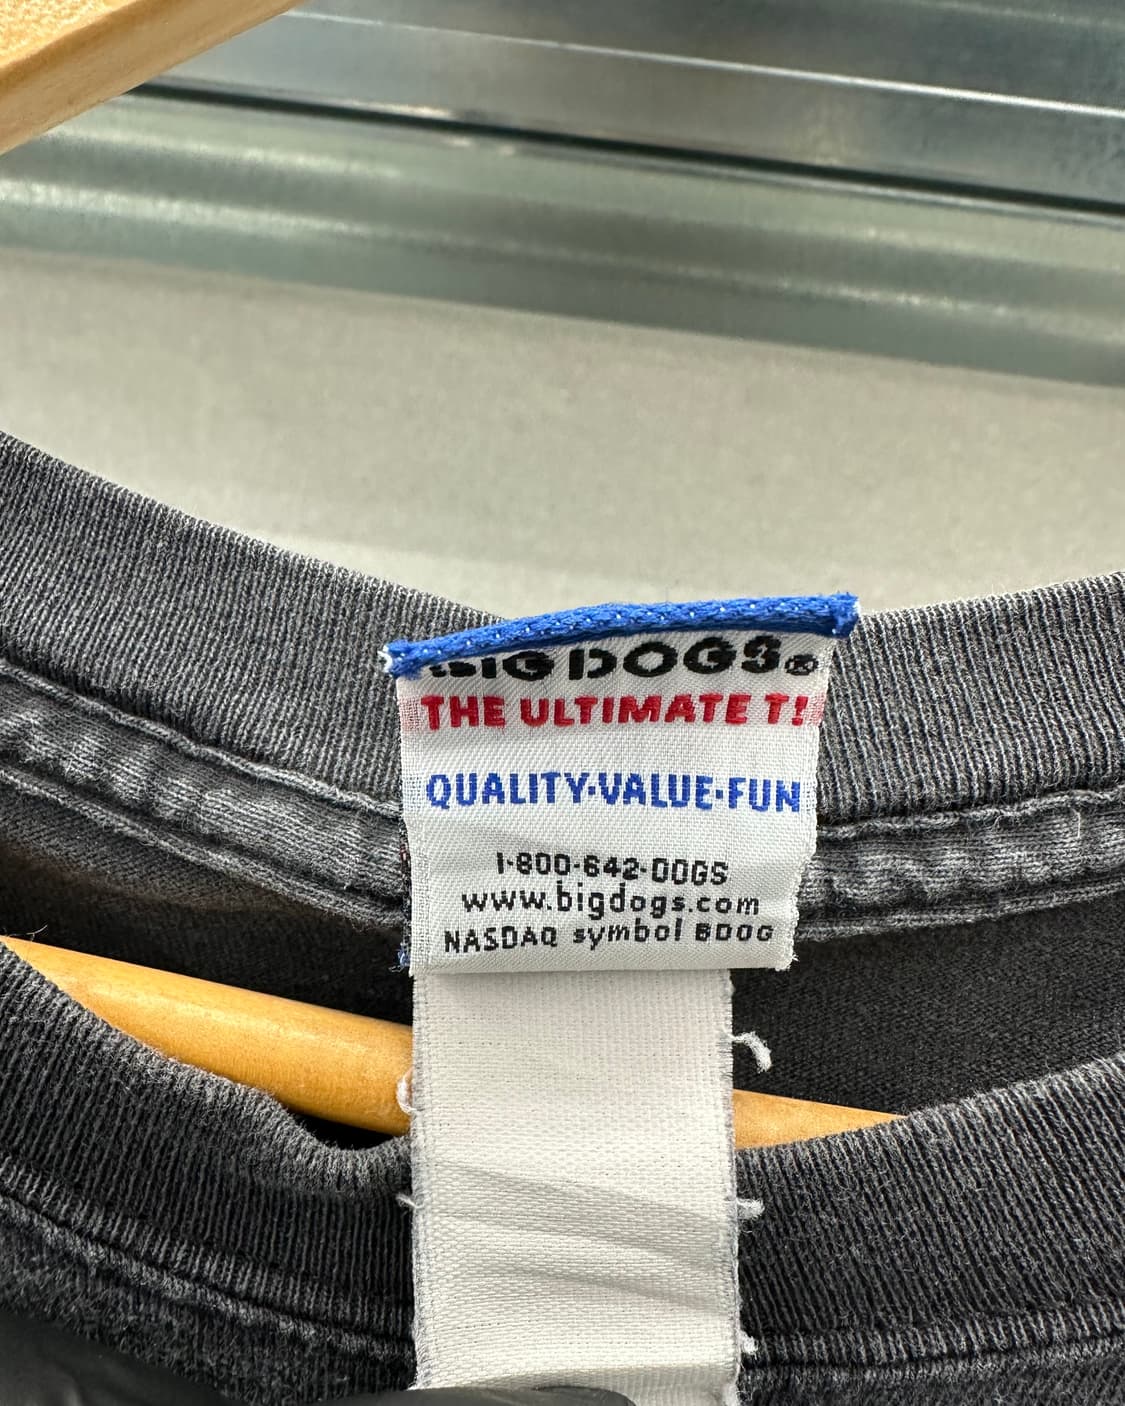 BIG DOGS®
THE ULTIMATE T!
QUALITY·VALUE·FUN
1-800-642-DOGS
www.bigdogs.com
NASDAQ symbol BDOG